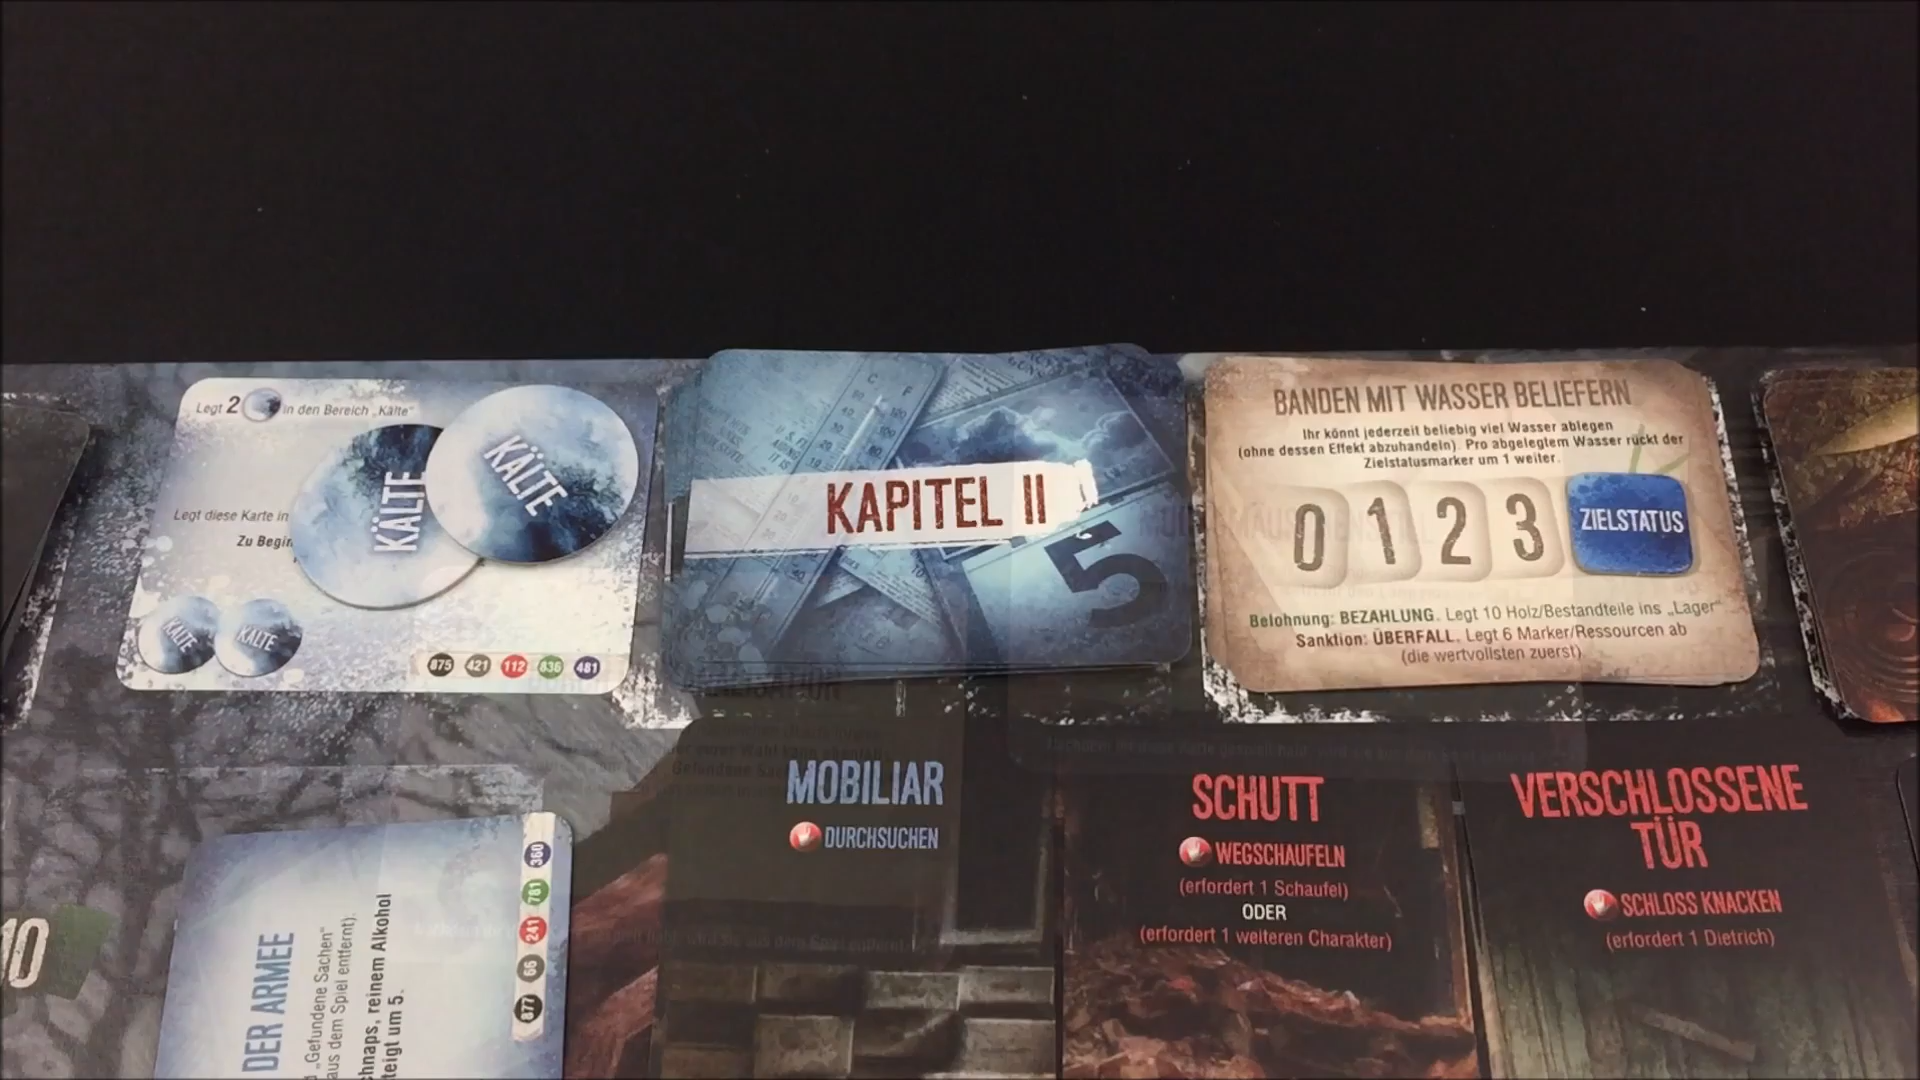 Legt 2 in den Bereich „Kälte“
Legt diese Karte in
Zu Begin
KÄLTE
KÄLTE
KÄLTE
KÄLTE
875 421 112 836 481
C F
KAPITEL II
5
BANDEN MIT WASSER BELIEFERN
Ihr könnt jederzeit beliebig viel Wasser ablegen
(ohne dessen Effekt abzuhandeln). Pro abgelegtem Wasser rückt der
Zielstatusmarker um 1 weiter.
0 1 2 3 ZIELSTATUS
Belohnung: BEZAHLUNG. Legt 10 Holz/Bestandteile ins „Lager“
Sanktion: ÜBERFALL. Legt 6 Marker/Ressourcen ab
(die wertvollsten zuerst).
10
DER ARMEE
„Gefundene Sachen“
aus dem Spiel entfernt).
chnaps, reinem Alkohol
teigt um 5.
877 66 241 781 360
MOBILIAR
DURCHSUCHEN
SCHUTT
WEGSCHAUFELN
(erfordert 1 Schaufel)
ODER
(erfordert 1 weiteren Charakter)
VERSCHLOSSENE
TÜR
SCHLOSS KNACKEN
(erfordert 1 Dietrich)